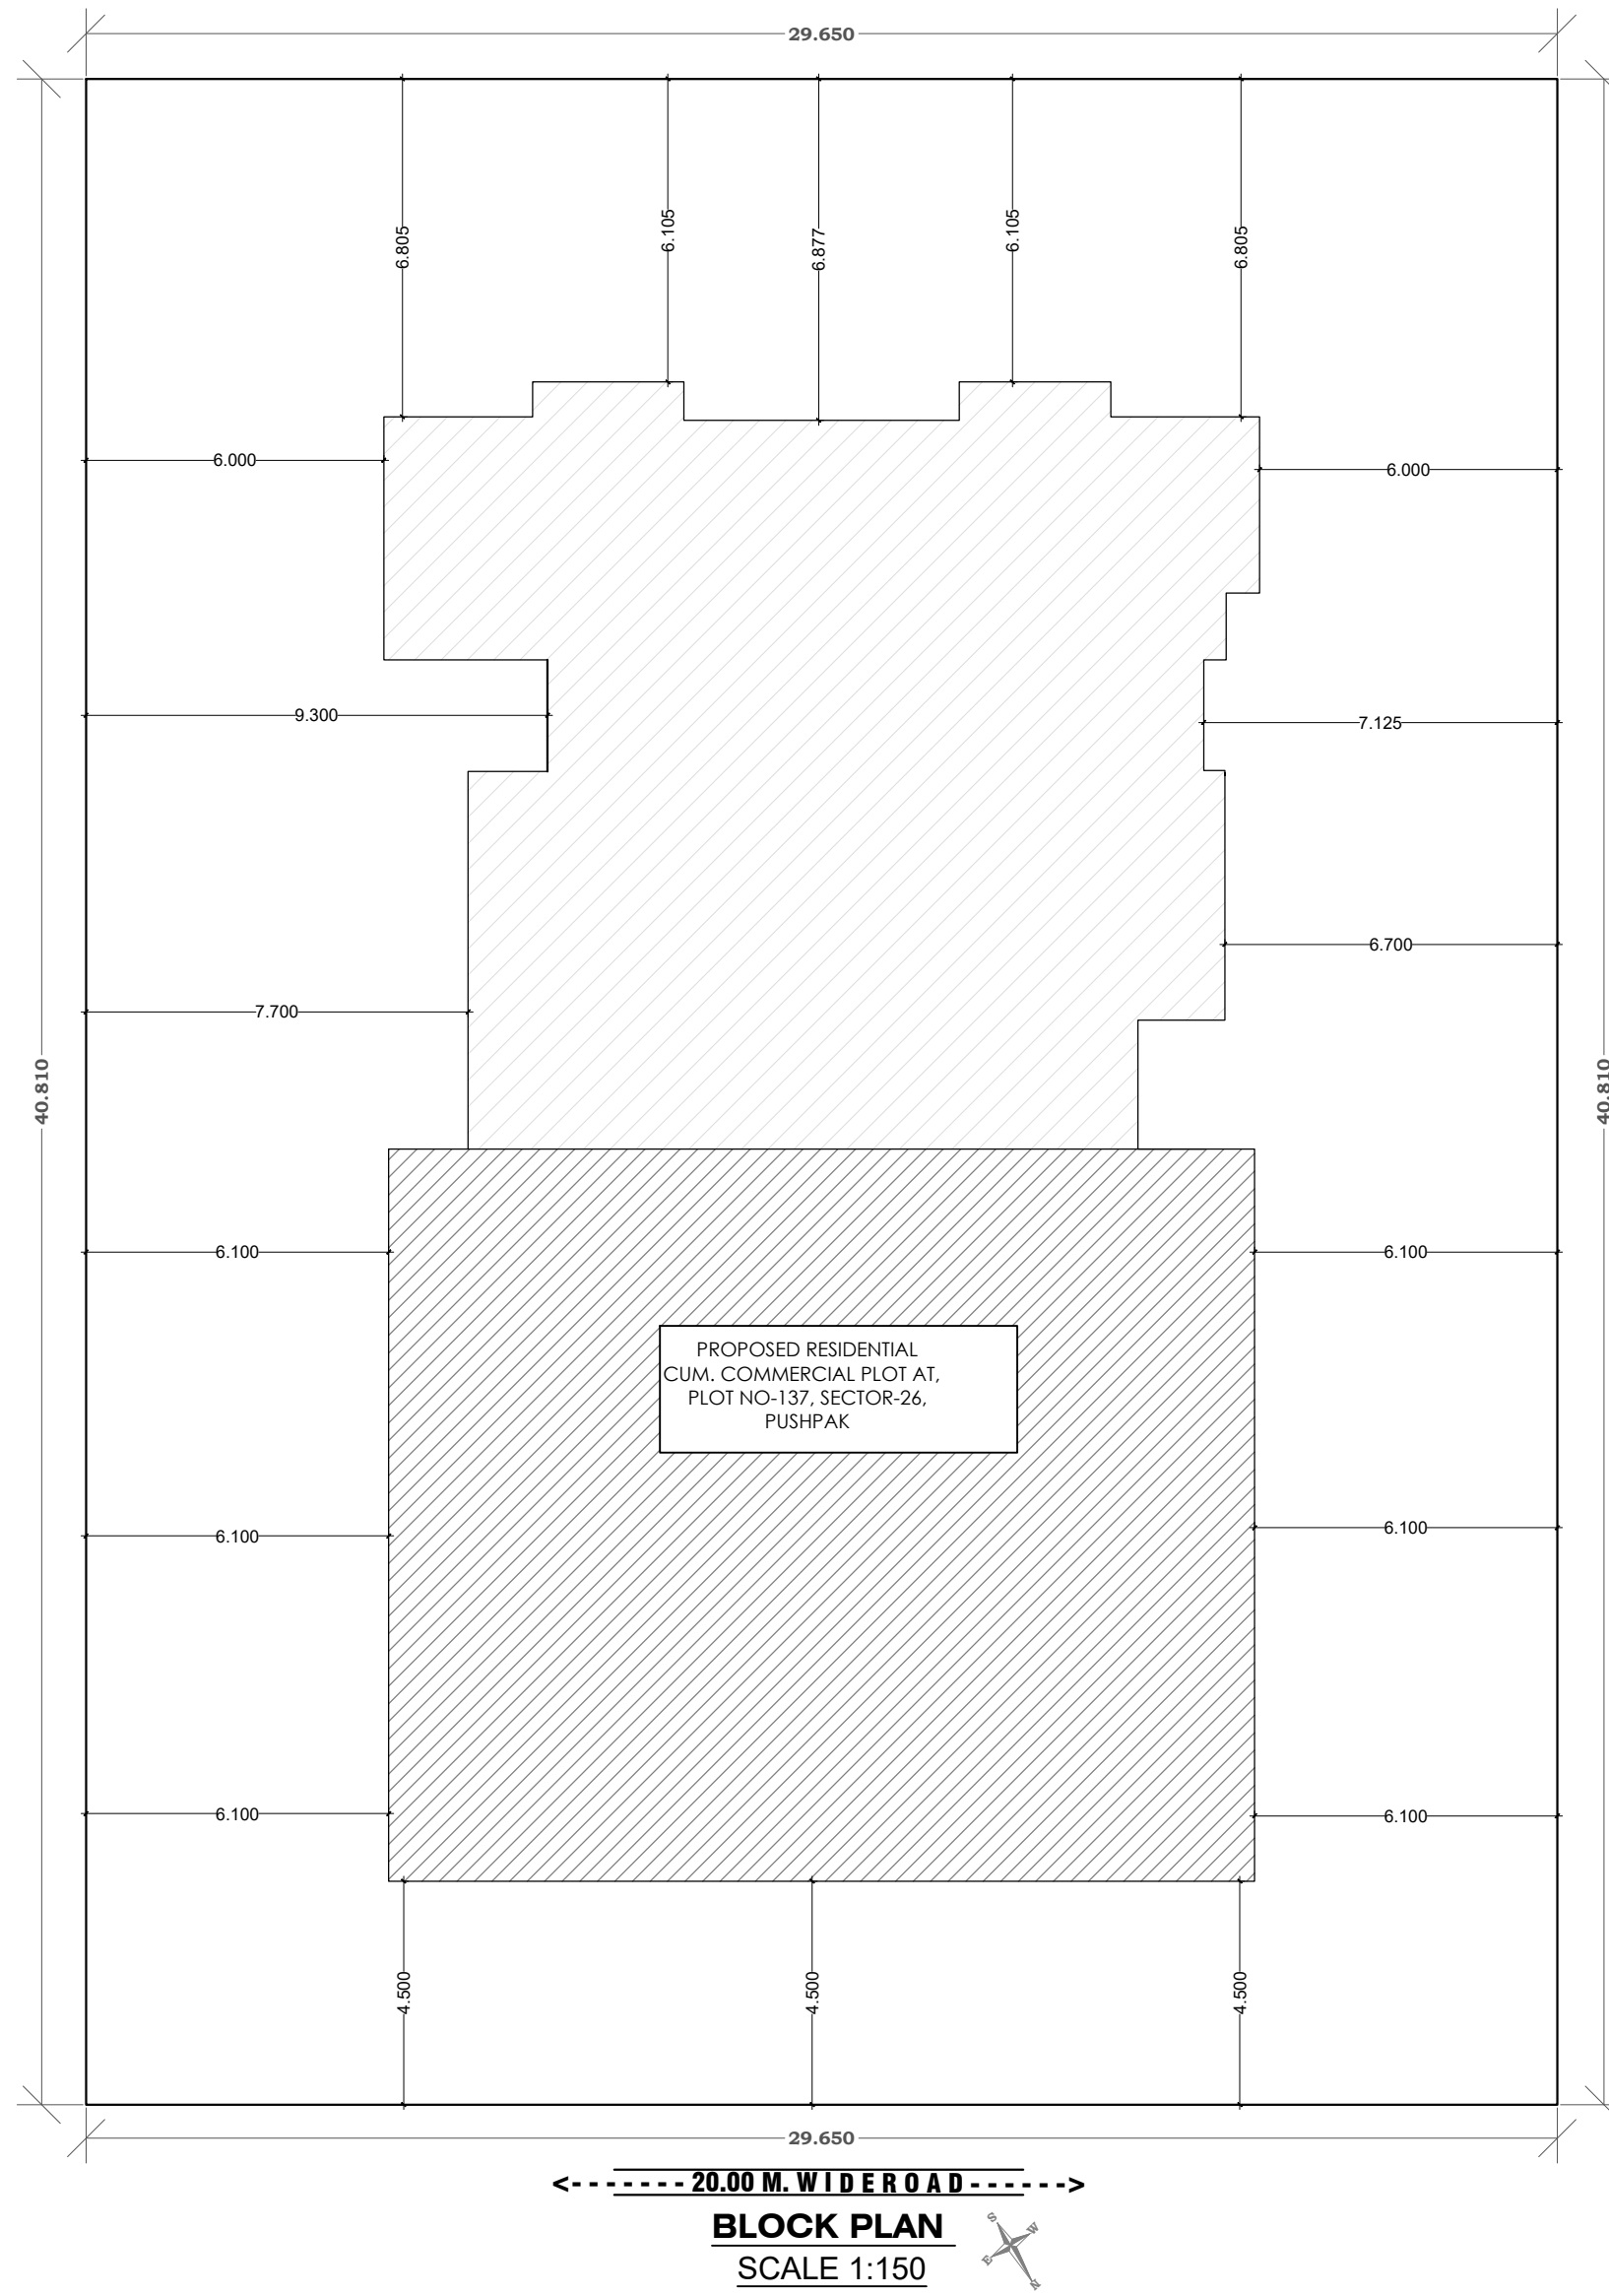 29.650
6.805
6.105
6.877
6.105
6.805
6.000
6.000
9.300
7.125
6.700
7.700
40.810
40.810
6.100
6.100
PROPOSED RESIDENTIAL
CUM. COMMERCIAL PLOT AT,
PLOT NO-137, SECTOR-26,
PUSHPAK
6.100
6.100
6.100
6.100
4.500
4.500
4.500
29.650
<------- 20.00 M. WIDEROAD ------>
BLOCK PLAN
SCALE 1:150
S
W
E
N